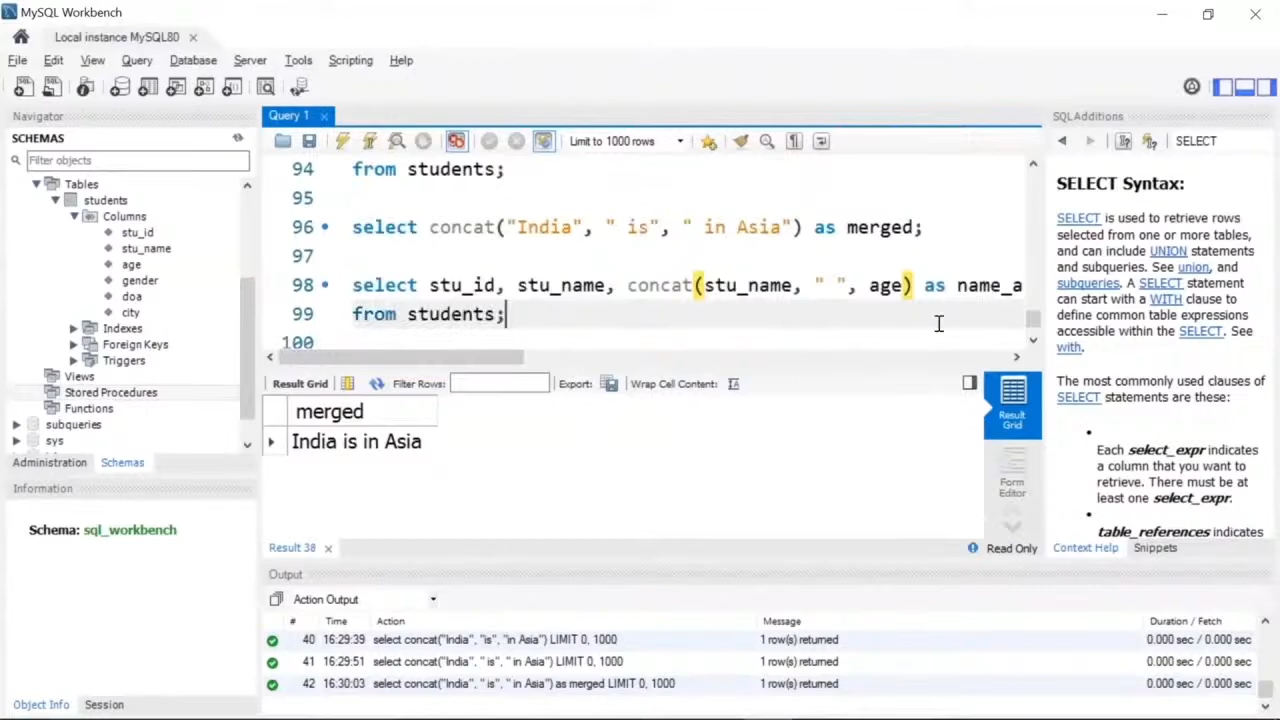 MySQL Workbench
Local instance MySQL80
File Edit View Query Database Server Tools Scripting Help
Navigator
SCHEMAS
Filter objects
Tables
students
Columns
stu_id
stu_name
age
gender
doa
city
Indexes
Foreign Keys
Triggers
Views
Stored Procedures
Functions
subqueries
sys
Administration Schemas
Information
Schema: sql_workbench
Object Info Session
Query 1
Limit to 1000 rows
94 from students;
95
96 select concat("India", " is", " in Asia") as merged;
97
98 select stu_id, stu_name, concat(stu_name, " ", age) as name_a
99 from students;
100
Result Grid Filter Rows: Export: Wrap Cell Content:
merged
India is in Asia
Result Grid
Form Editor
Result 38
Read Only
Output
Action Output
# Time Action Message Duration / Fetch
40 16:29:39 select concat("India", "is", "in Asia") LIMIT 0, 1000 1 row(s) returned 0.000 sec / 0.000 sec
41 16:29:51 select concat("India", " is", " in Asia") LIMIT 0, 1000 1 row(s) returned 0.000 sec / 0.000 sec
42 16:30:03 select concat("India", " is", " in Asia") as merged LIMIT 0, 1000 1 row(s) returned 0.000 sec / 0.000 sec
SQLAdditions
SELECT
SELECT Syntax:
SELECT is used to retrieve rows
selected from one or more tables,
and can include UNION statements
and subqueries. See union, and
subqueries. A SELECT statement
can start with a WITH clause to
define common table expressions
accessible within the SELECT. See
with.
The most commonly used clauses of
SELECT statements are these:
Each select_expr indicates
a column that you want to
retrieve. There must be at
least one select_expr.
table_references indicates
Context Help Snippets